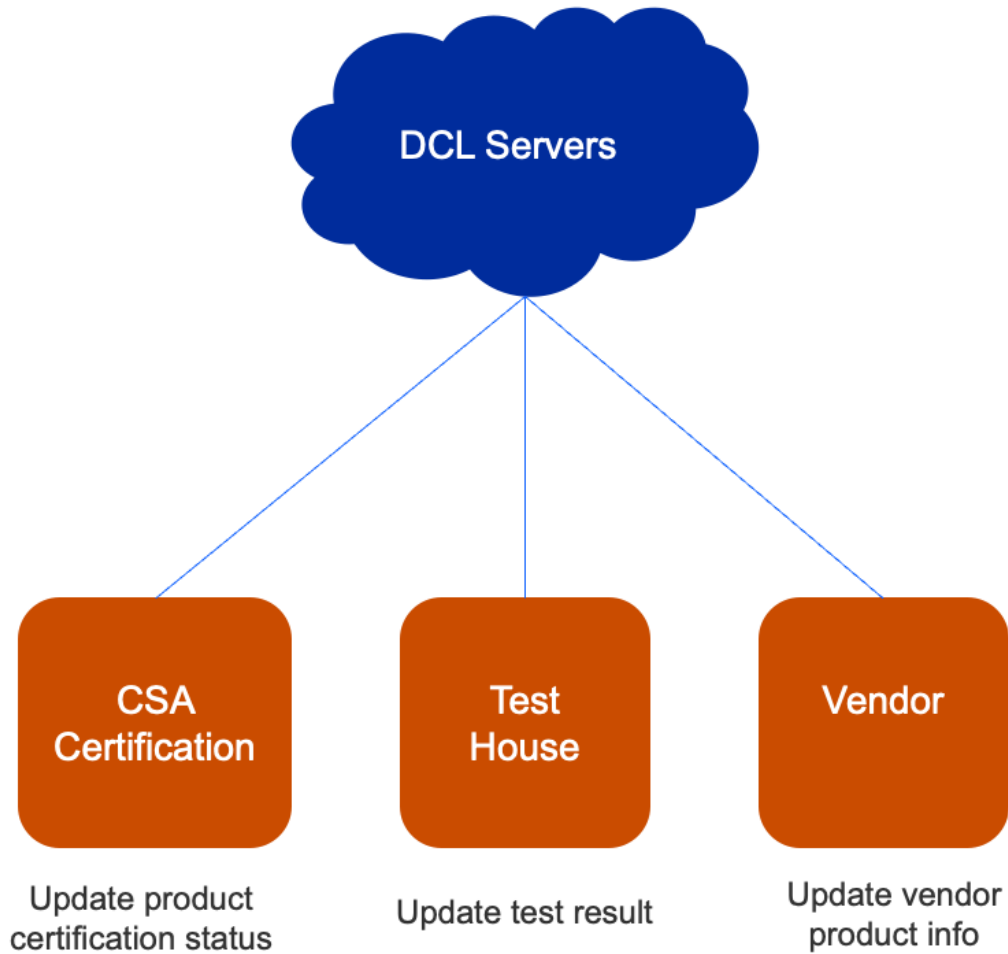 DCL Servers
CSA
Certification
Test
House
Vendor
Update product
certification status
Update test result
Update vendor
product info